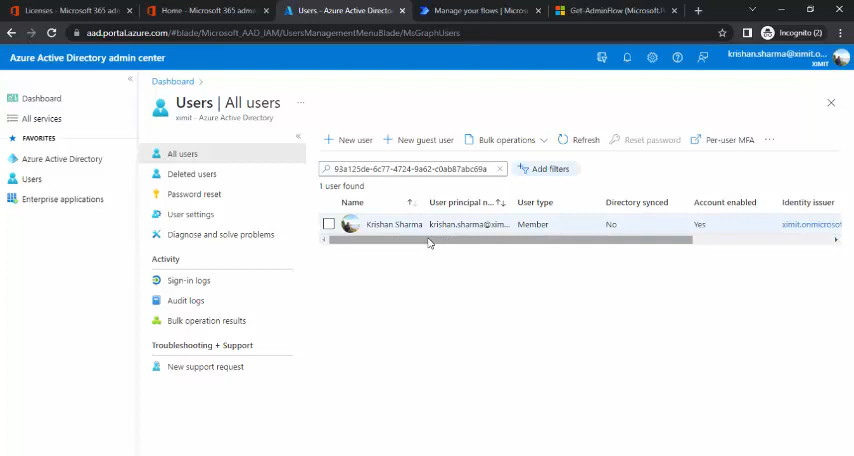 Licenses - Microsoft 365 adm
Home - Microsoft 365 admin
Users - Azure Active Director
Manage your flows | Microsoft
Get-AdminFlow (Microsoft.P
Incognito (2)
aad.portal.azure.com/#blade/Microsoft_AAD_IAM/UsersManagementMenuBlade/MsGraphUsers
Azure Active Directory admin center
krishan.sharma@ximit.o...
XIMIT
Dashboard
All services
FAVORITES
Azure Active Directory
Users
Enterprise applications
Dashboard
Users | All users
ximit - Azure Active Directory
All users
Deleted users
Password reset
User settings
Diagnose and solve problems
Activity
Sign-in logs
Audit logs
Bulk operation results
Troubleshooting + Support
New support request
New user
New guest user
Bulk operations
Refresh
Reset password
Per-user MFA
93a125de-6c77-4724-9a62-c0ab87abc69a
Add filters
1 user found
Name User principal n... User type Directory synced Account enabled Identity issuer
Krishan Sharma krishan.sharma@xim... Member No Yes ximit.onmicrosof